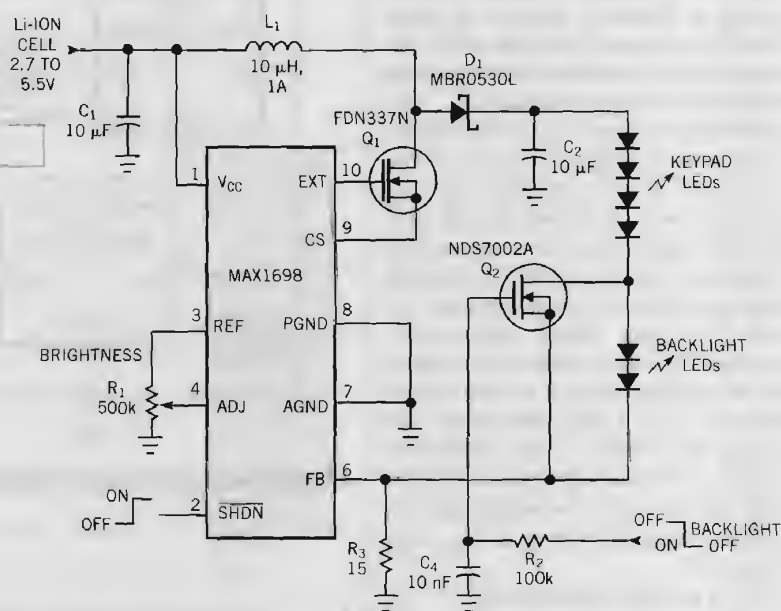 Li-ION
CELL
2.7 TO
5.5V
L1
10 µH,
1A
C1
10 µF
D1
MBR0530L
FDN337N
Q1
C2
10 µF
KEYPAD
LEDs
1
VCC
EXT
10
CS
9
MAX1698
NDS7002A
Q2
3
REF
PGND
8
BRIGHTNESS
R1
500k
4
ADJ
AGND
7
BACKLIGHT
LEDs
FB
6
ON
OFF
2
SHDN
R3
15
C4
10 nF
R2
100k
OFF
ON
BACKLIGHT
OFF